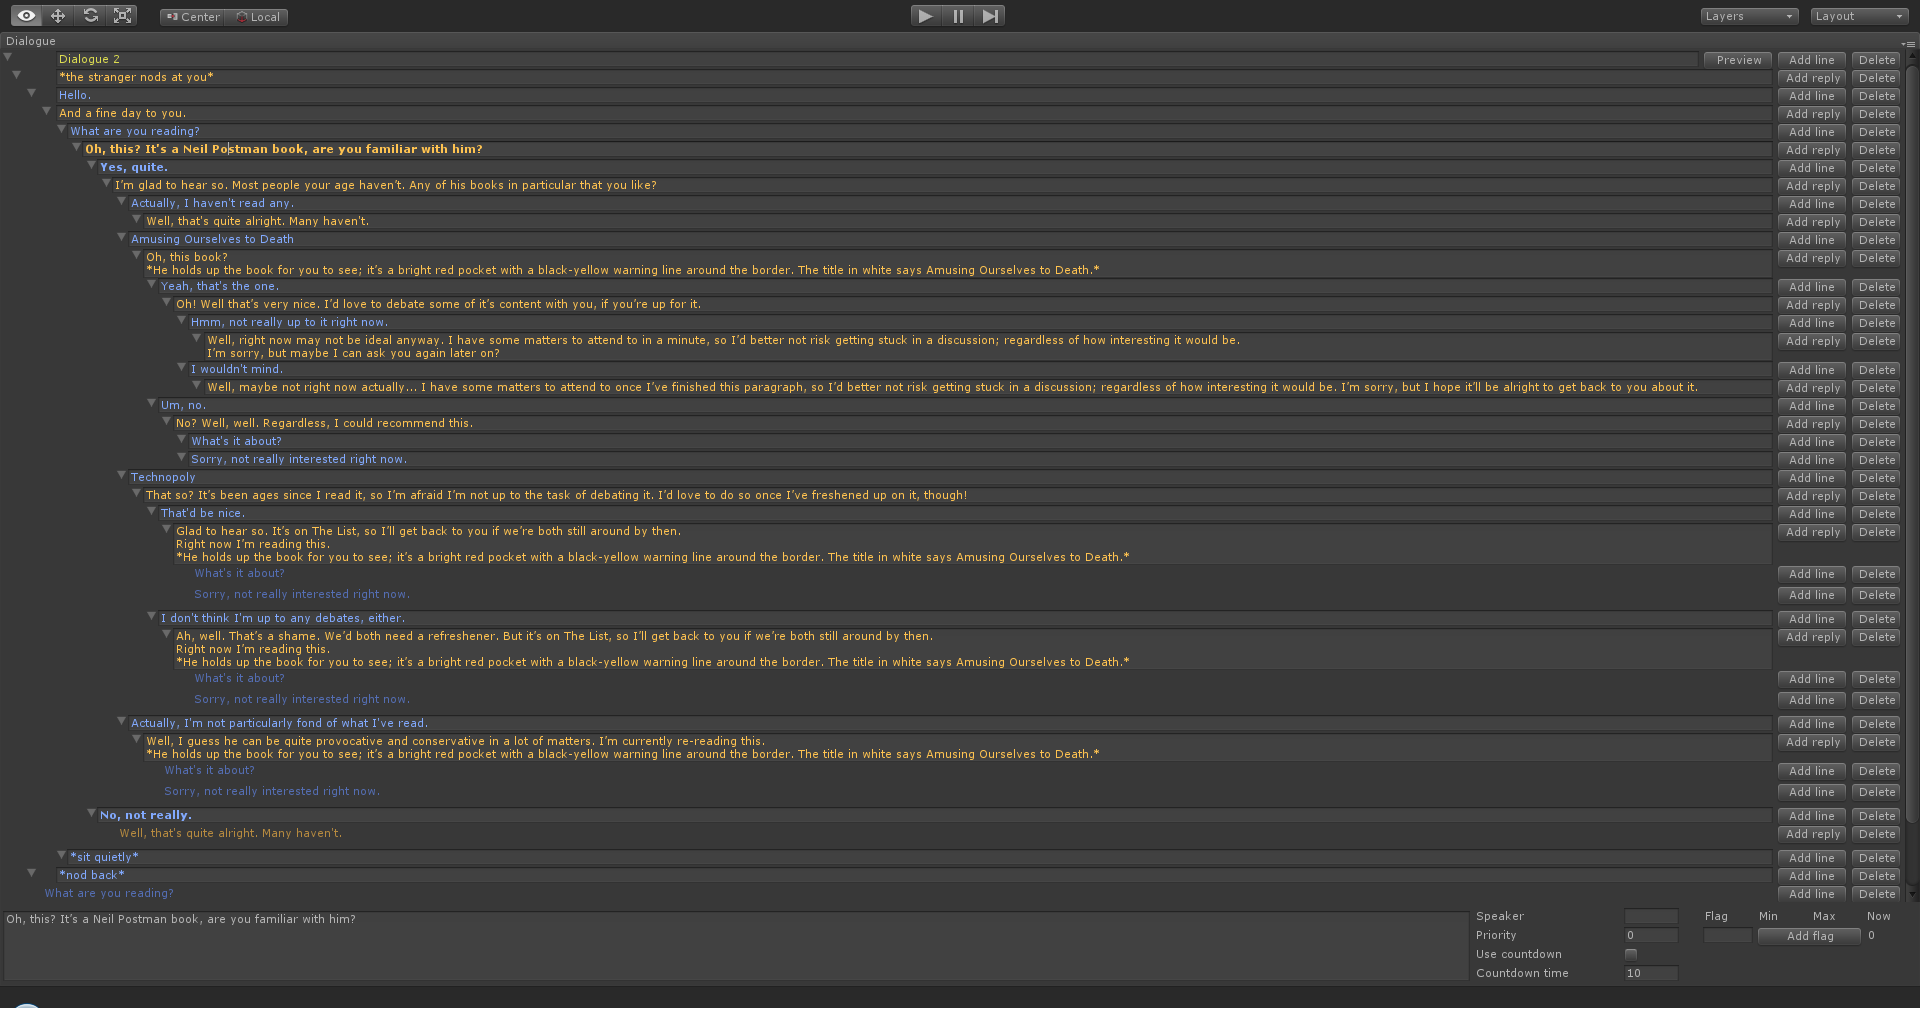 Center Local Layers Layout
Dialogue
Dialogue 2 Preview Add line Delete
*the stranger nods at you* Add reply Delete
Hello. Add line Delete
And a fine day to you. Add reply Delete
What are you reading? Add line Delete
Oh, this? It's a Neil Postman book, are you familiar with him? Add reply Delete
Yes, quite. Add line Delete
I'm glad to hear so. Most people your age haven't. Any of his books in particular that you like? Add reply Delete
Actually, I haven't read any. Add line Delete
Well, that's quite alright. Many haven't. Add reply Delete
Amusing Ourselves to Death Add line Delete
Oh, this book? Add reply Delete
*He holds up the book for you to see; it's a bright red pocket with a black-yellow warning line around the border. The title in white says Amusing Ourselves to Death.*
Yeah, that's the one. Add line Delete
Oh! Well that's very nice. I'd love to debate some of it's content with you, if you're up for it. Add reply Delete
Hmm, not really up to it right now. Add line Delete
Well, right now may not be ideal anyway. I have some matters to attend to in a minute, so I'd better not risk getting stuck in a discussion; regardless of how interesting it would be. Add reply Delete
I'm sorry, but maybe I can ask you again later on?
I wouldn't mind. Add line Delete
Well, maybe not right now actually... I have some matters to attend to once I've finished this paragraph, so I'd better not risk getting stuck in a discussion; regardless of how interesting it would be. I'm sorry, but I hope it'll be alright to get back to you about it. Add reply Delete
Um, no. Add line Delete
No? Well, well. Regardless, I could recommend this. Add reply Delete
What's it about? Add line Delete
Sorry, not really interested right now. Add line Delete
Technopoly Add line Delete
That so? It's been ages since I read it, so I'm afraid I'm not up to the task of debating it. I'd love to do so once I've freshened up on it, though! Add reply Delete
That'd be nice. Add line Delete
Glad to hear so. It's on The List, so I'll get back to you if we're both still around by then. Add reply Delete
Right now I'm reading this.
*He holds up the book for you to see; it's a bright red pocket with a black-yellow warning line around the border. The title in white says Amusing Ourselves to Death.*
What's it about? Add line Delete
Sorry, not really interested right now. Add line Delete
I don't think I'm up to any debates, either. Add line Delete
Ah, well. That's a shame. We'd both need a refreshener. But it's on The List, so I'll get back to you if we're both still around by then. Add reply Delete
Right now I'm reading this.
*He holds up the book for you to see; it's a bright red pocket with a black-yellow warning line around the border. The title in white says Amusing Ourselves to Death.*
What's it about? Add line Delete
Sorry, not really interested right now. Add line Delete
Actually, I'm not particularly fond of what I've read. Add line Delete
Well, I guess he can be quite provocative and conservative in a lot of matters. I'm currently re-reading this. Add reply Delete
*He holds up the book for you to see; it's a bright red pocket with a black-yellow warning line around the border. The title in white says Amusing Ourselves to Death.*
What's it about? Add line Delete
Sorry, not really interested right now. Add line Delete
No, not really. Add line Delete
Well, that's quite alright. Many haven't. Add reply Delete
*sit quietly* Add line Delete
*nod back* Add line Delete
What are you reading? Add line Delete
Oh, this? It's a Neil Postman book, are you familiar with him? Speaker Flag Min Max Now
Priority 0 Add flag 0
Use countdown
Countdown time 10